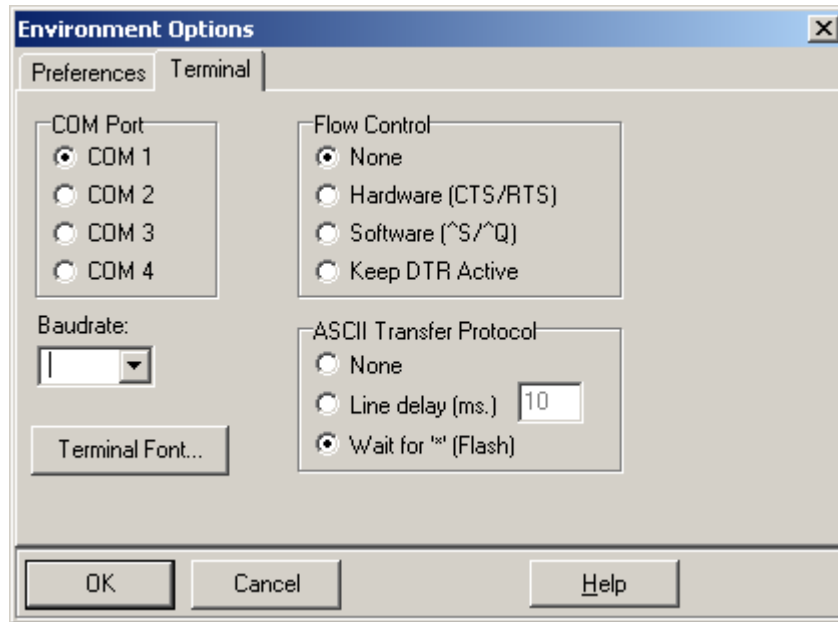 Environment Options
Preferences Terminal
COM Port
COM 1
COM 2
COM 3
COM 4
Flow Control
None
Hardware (CTS/RTS)
Software (^S/^Q)
Keep DTR Active
Baudrate:
ASCII Transfer Protocol
None
Line delay (ms.) 10
Wait for '*' (Flash)
Terminal Font...
OK Cancel Help